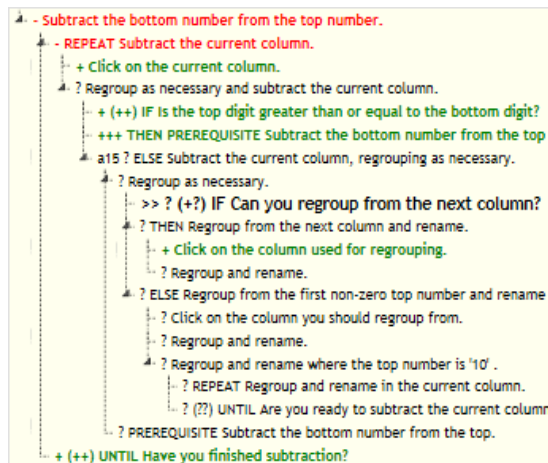 - Subtract the bottom number from the top number.
- REPEAT Subtract the current column.
+ Click on the current column.
? Regroup as necessary and subtract the current column.
+ (++) IF Is the top digit greater than or equal to the bottom digit?
+++ THEN PREREQUISITE Subtract the bottom number from the top
a15 ? ELSE Subtract the current column, regrouping as necessary.
? Regroup as necessary.
>> ? (+?) IF Can you regroup from the next column?
? THEN Regroup from the next column and rename.
+ Click on the column used for regrouping.
? Regroup and rename.
? ELSE Regroup from the first non-zero top number and rename
? Click on the column you should regroup from.
? Regroup and rename.
? Regroup and rename where the top number is '10' .
? REPEAT Regroup and rename in the current column.
? (??) UNTIL Are you ready to subtract the current column
? PREREQUISITE Subtract the bottom number from the top.
+ (++) UNTIL Have you finished subtraction?